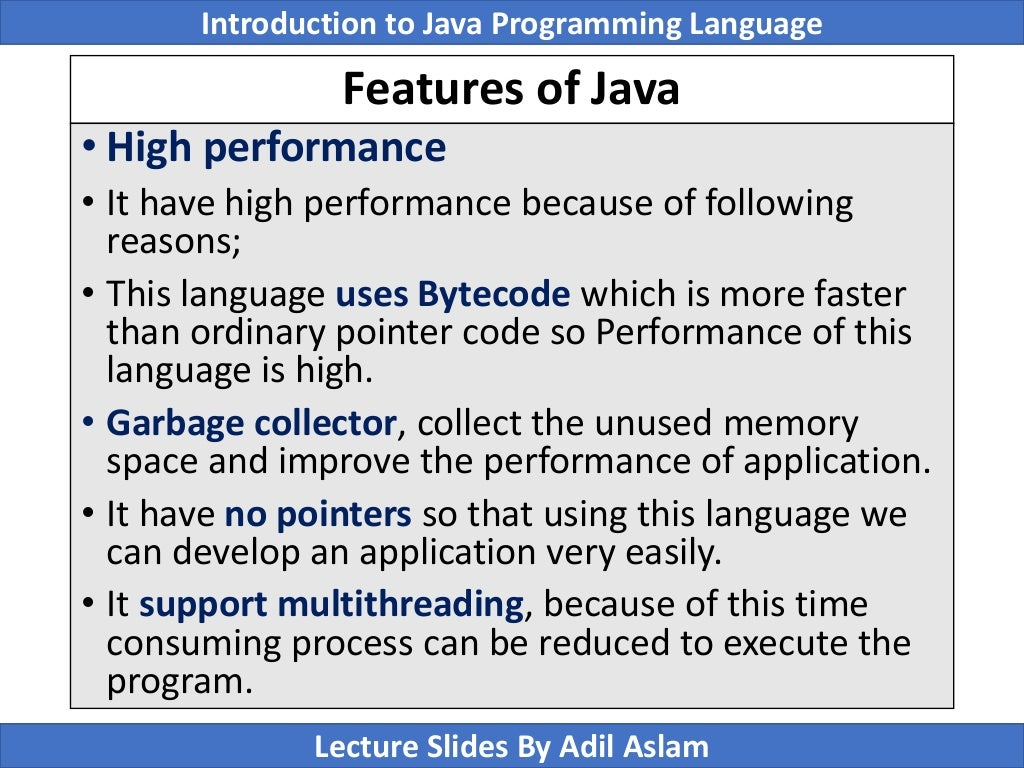 Introduction to Java Programming Language
Features of Java
• High performance
• It have high performance because of following
reasons;
• This language uses Bytecode which is more faster
than ordinary pointer code so Performance of this
language is high.
• Garbage collector, collect the unused memory
space and improve the performance of application.
• It have no pointers so that using this language we
can develop an application very easily.
• It support multithreading, because of this time
consuming process can be reduced to execute the
program.
Lecture Slides By Adil Aslam